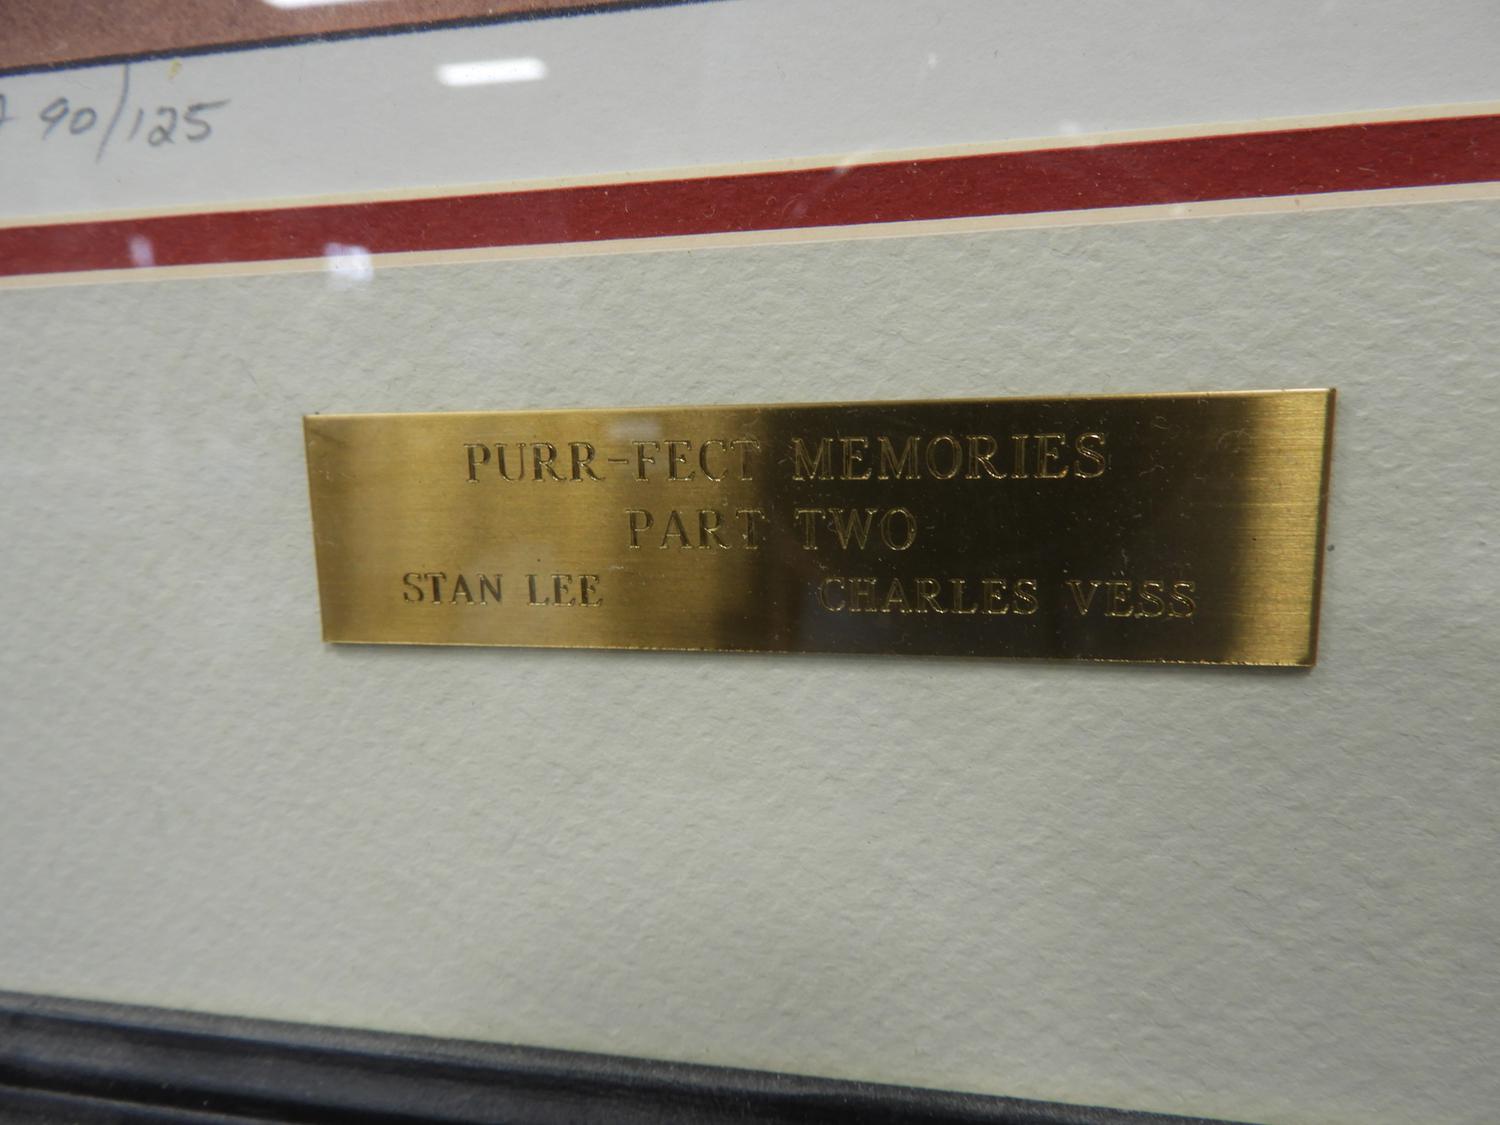 90/125
PURR-FECT MEMORIES
PART TWO
STAN LEE CHARLES VESS